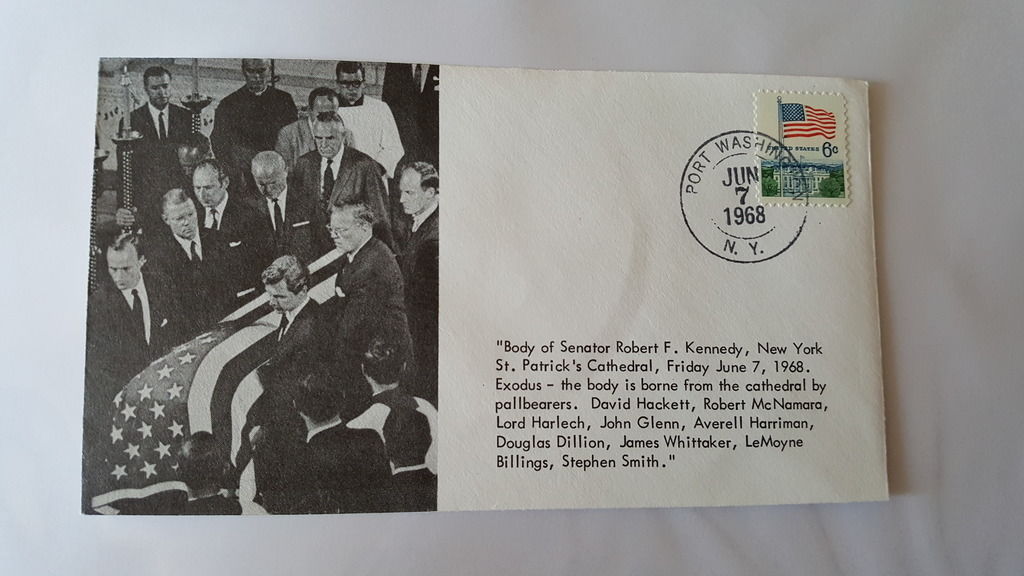 UNITED STATES 6c
PORT WASHINGTON
JUN
7
1968
N. Y.
"Body of Senator Robert F. Kennedy, New York
St. Patrick's Cathedral, Friday June 7, 1968.
Exodus - the body is borne from the cathedral by
pallbearers. David Hackett, Robert McNamara,
Lord Harlech, John Glenn, Averell Harriman,
Douglas Dillion, James Whittaker, LeMoyne
Billings, Stephen Smith."